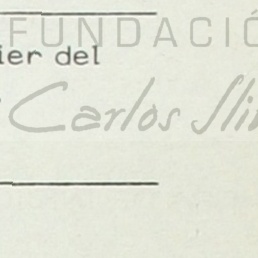 FUNDACIÓ
ier del
Carlos Sli